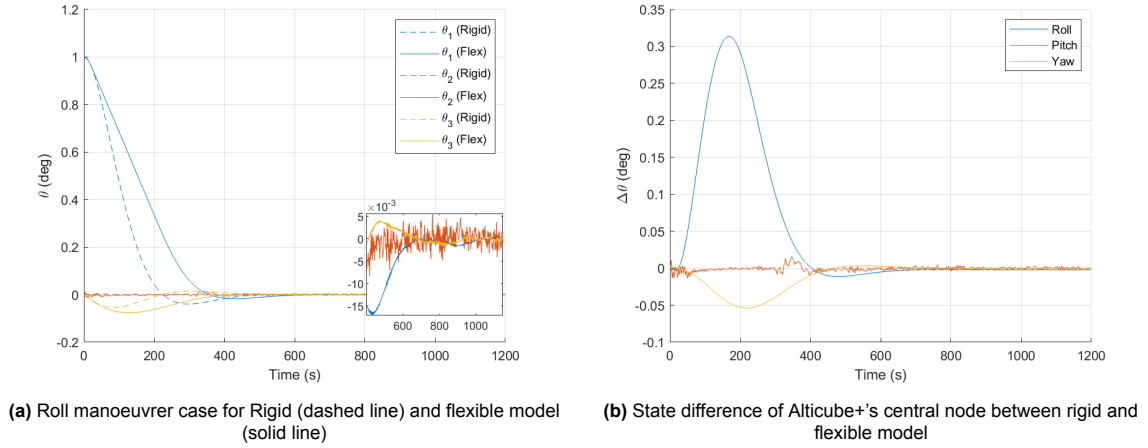 1.2
1
0.8
0.6
0.4
0.2
0
-0.2
θ (deg)
0
200
400
600
800
1000
1200
Time (s)
θ1 (Rigid)
θ1 (Flex)
θ2 (Rigid)
θ2 (Flex)
θ3 (Rigid)
θ3 (Flex)
×10-3
5
0
-5
-10
-15
600
800
1000
(a) Roll manoeuvrer case for Rigid (dashed line) and flexible model
(solid line)
0.35
0.3
0.25
0.2
0.15
0.1
0.05
0
-0.05
-0.1
Δθ (deg)
0
200
400
600
800
1000
1200
Time (s)
Roll
Pitch
Yaw
(b) State difference of Alticube+'s central node between rigid and
flexible model